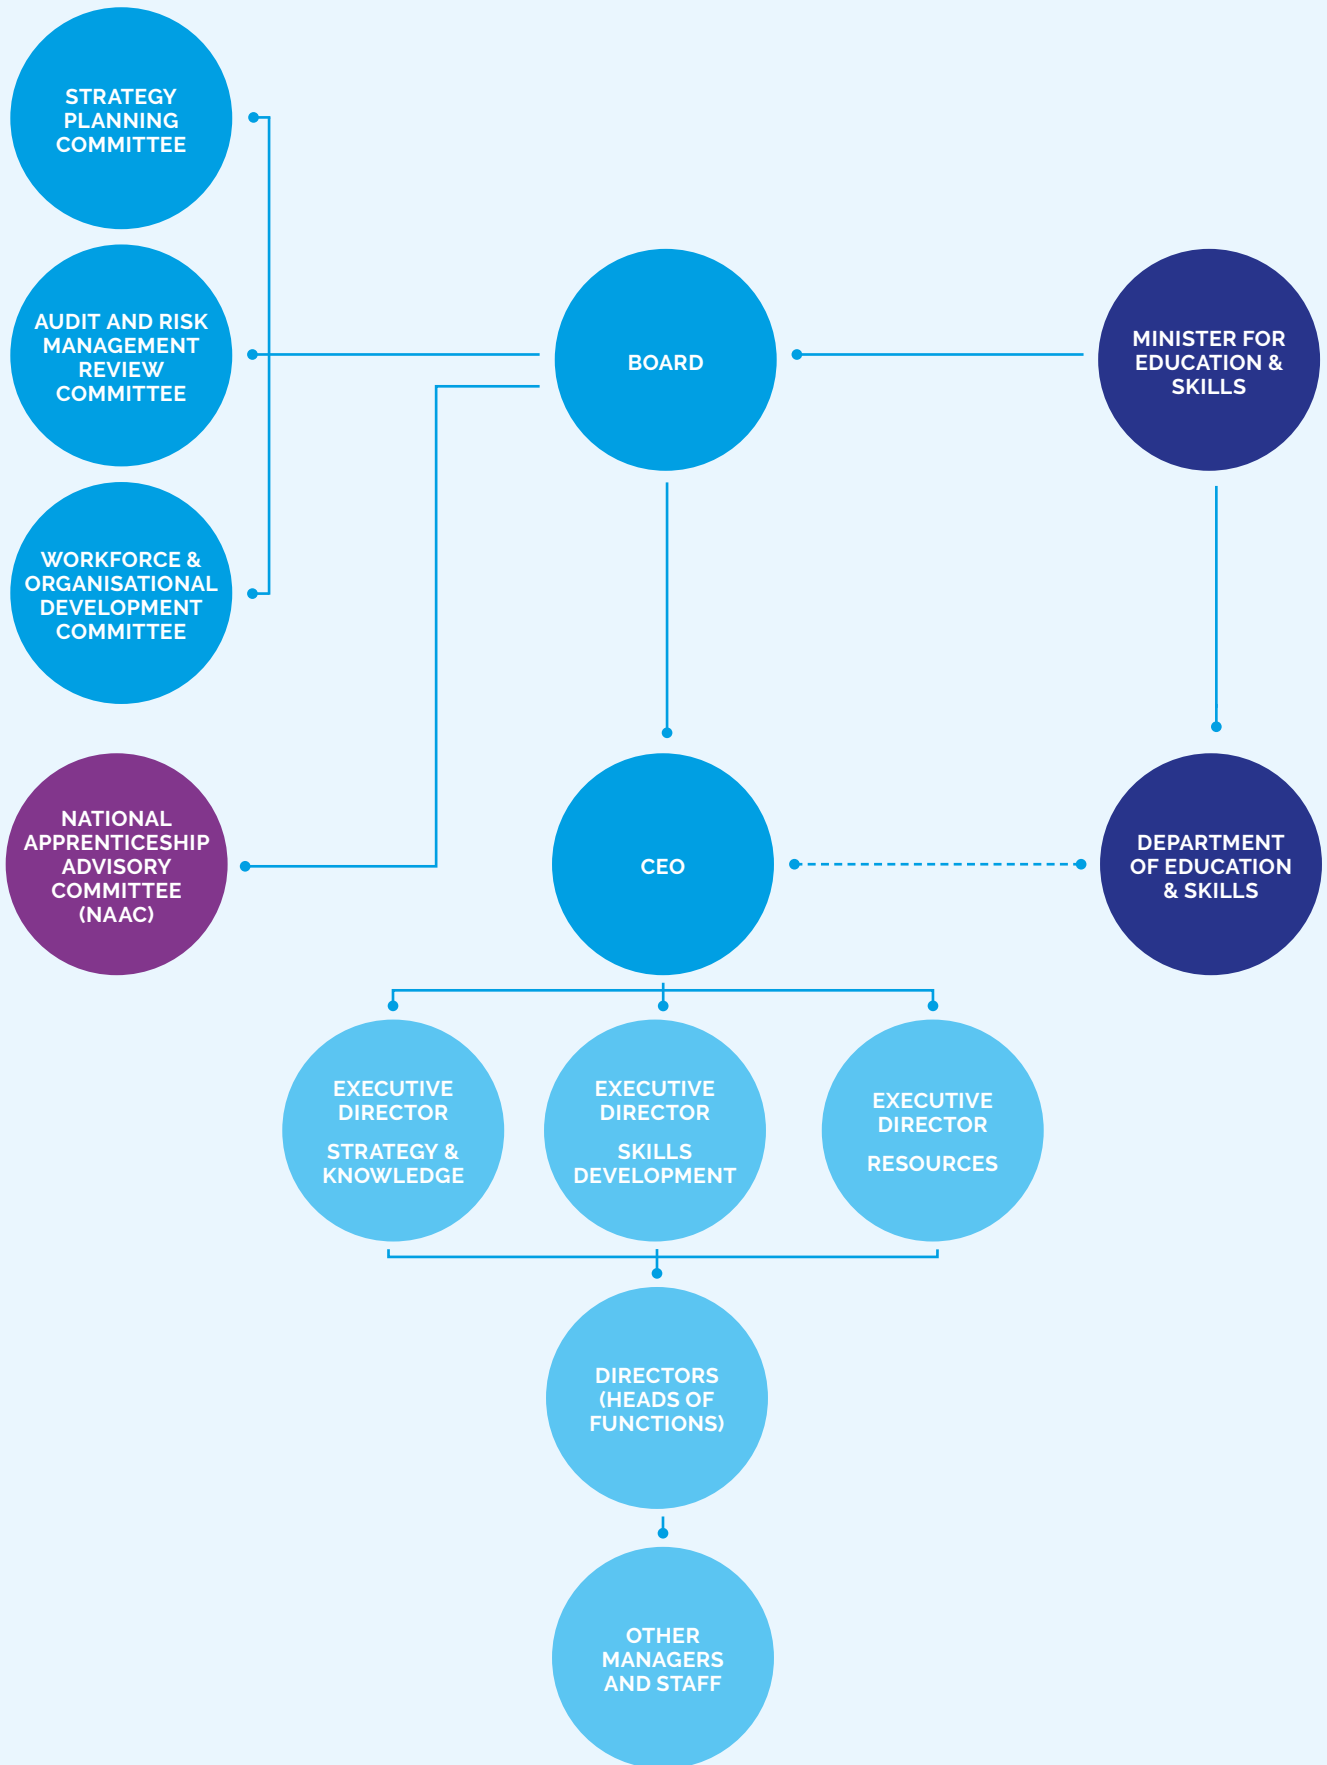 STRATEGY
PLANNING
COMMITTEE
AUDIT AND RISK
MANAGEMENT
REVIEW
COMMITTEE
BOARD
MINISTER FOR
EDUCATION &
SKILLS
WORKFORCE &
ORGANISATIONAL
DEVELOPMENT
COMMITTEE
NATIONAL
APPRENTICESHIP
ADVISORY
COMMITTEE
(NAAC)
CEO
DEPARTMENT
OF EDUCATION
& SKILLS
EXECUTIVE
DIRECTOR
STRATEGY &
KNOWLEDGE
EXECUTIVE
DIRECTOR
SKILLS
DEVELOPMENT
EXECUTIVE
DIRECTOR
RESOURCES
DIRECTORS
(HEADS OF
FUNCTIONS)
OTHER
MANAGERS
AND STAFF